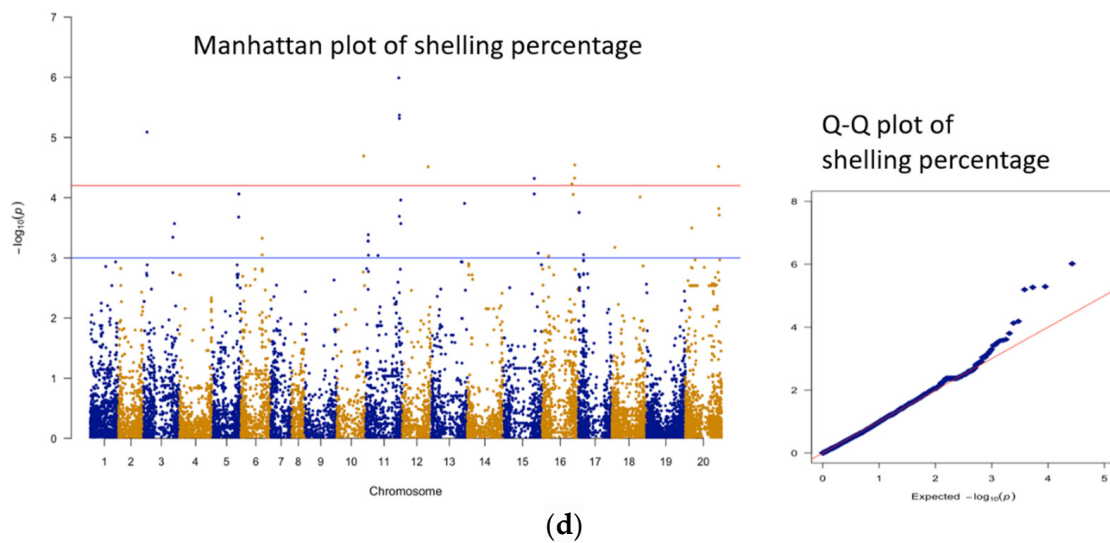 Manhattan plot of shelling percentage
7
6
5
4
3
2
1
0
−log₁₀(p)
1 2 3 4 5 6 7 8 9 10 11 12 13 14 15 16 17 18 19 20
Chromosome
Q-Q plot of
shelling percentage
8
6
4
2
0
0 1 2 3 4 5
Expected −log₁₀(p)
(d)